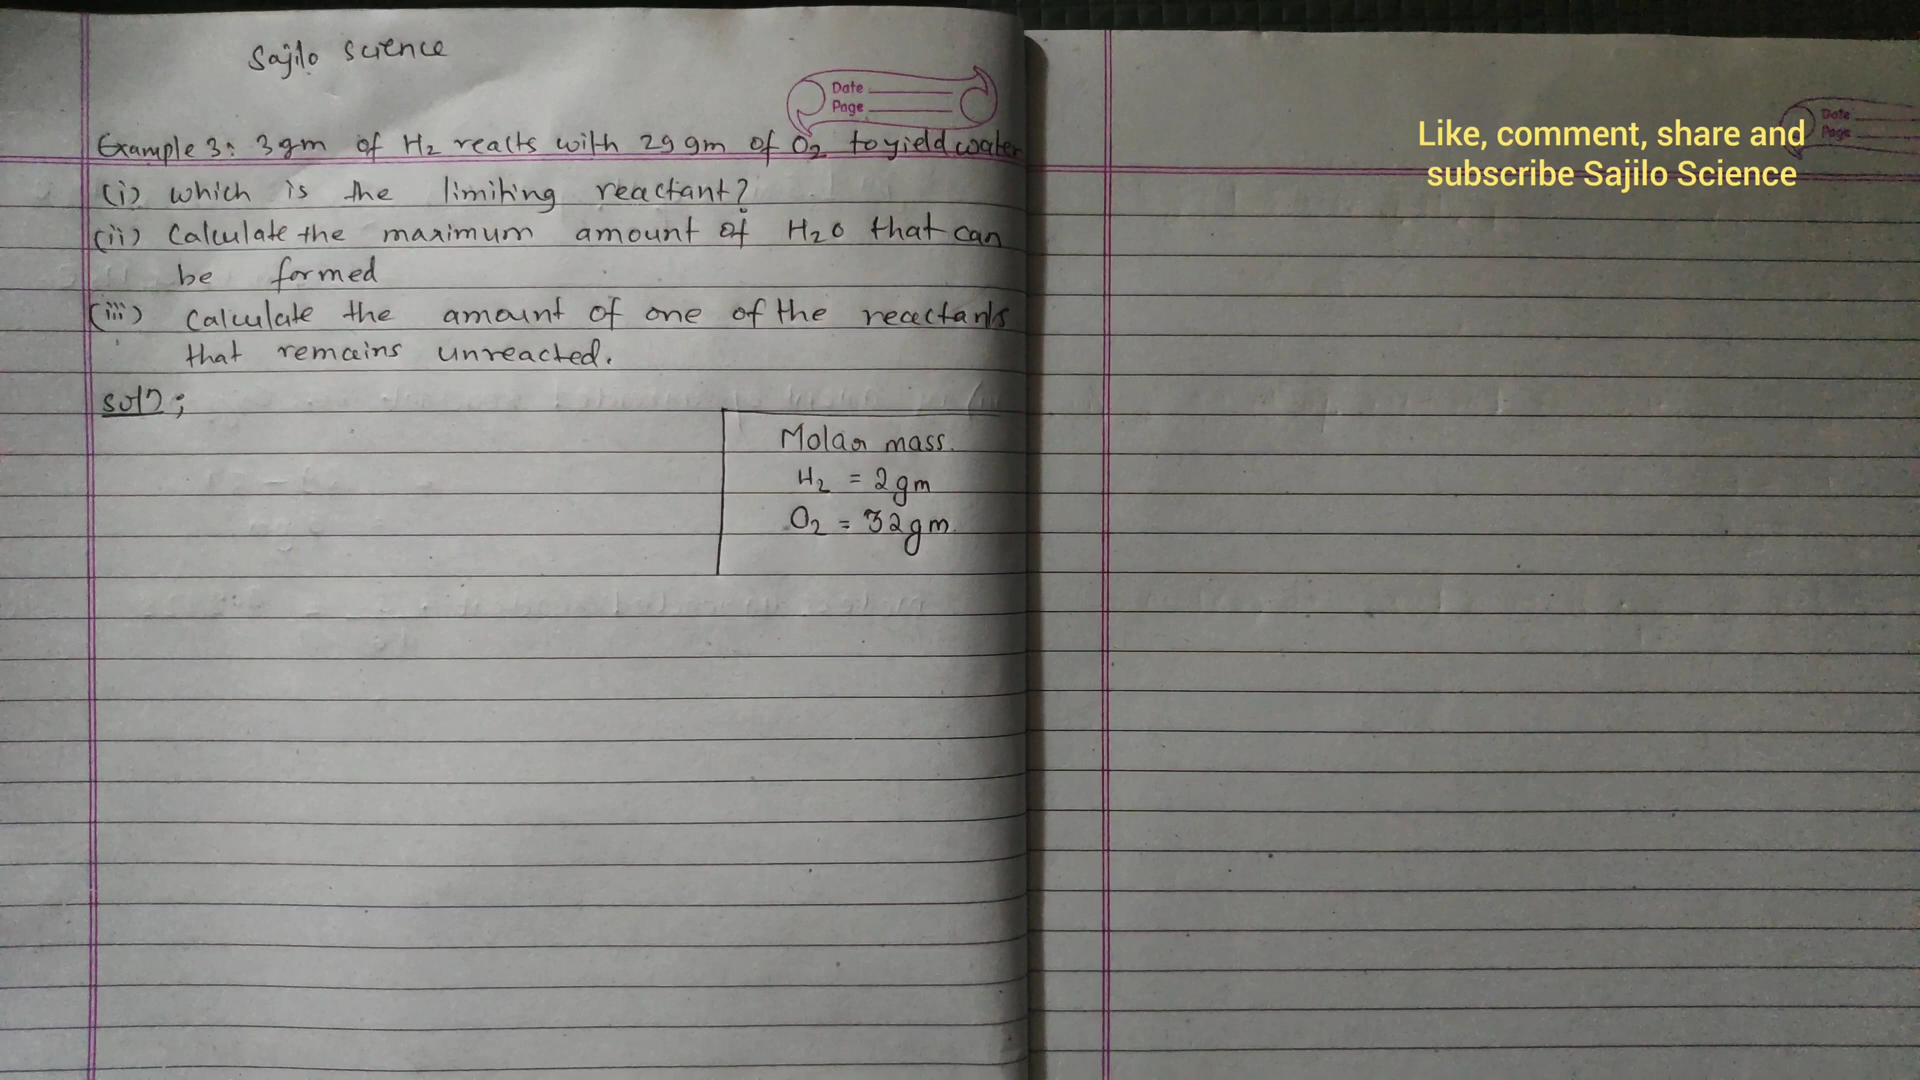 Sajilo science
Date
Page
Example 3: 3gm of H2 reacts with 29gm of O2 to yield water
(i) which is the limiting reactant?
(ii) Calculate the maximum amount of H2O that can
be formed
(iii) Calculate the amount of one of the reactants
that remains unreacted.
sol?;
Molar mass.
H2 = 2gm
O2 = 32gm.
Date
Page
Like, comment, share and
subscribe Sajilo Science